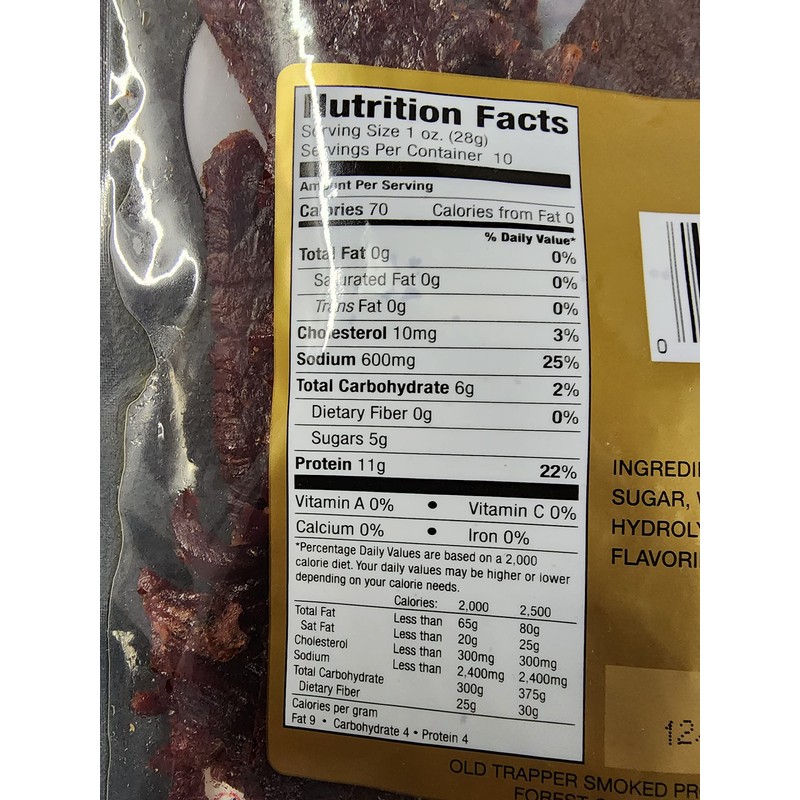 Nutrition Facts
Serving Size 1 oz. (28g)
Servings Per Container 10
Amount Per Serving
Calories 70 Calories from Fat 0
% Daily Value*
Total Fat 0g 0%
Saturated Fat 0g 0%
Trans Fat 0g 0%
Cholesterol 10mg 3%
Sodium 600mg 25%
Total Carbohydrate 6g 2%
Dietary Fiber 0g 0%
Sugars 5g
Protein 11g 22%
Vitamin A 0% • Vitamin C 0%
Calcium 0% • Iron 0%
*Percentage Daily Values are based on a 2,000
calorie diet. Your daily values may be higher or lower
depending on your calorie needs.
Calories: 2,000 2,500
Total Fat Less than 65g 80g
Sat Fat Less than 20g 25g
Cholesterol Less than 300mg 300mg
Sodium Less than 2,400mg 2,400mg
Total Carbohydrate 300g 375g
Dietary Fiber 25g 30g
Calories per gram
Fat 9 • Carbohydrate 4 • Protein 4
0
INGREDI
SUGAR,
HYDROLY
FLAVORI
12
OLD TRAPPER SMOKED PR
FOREST